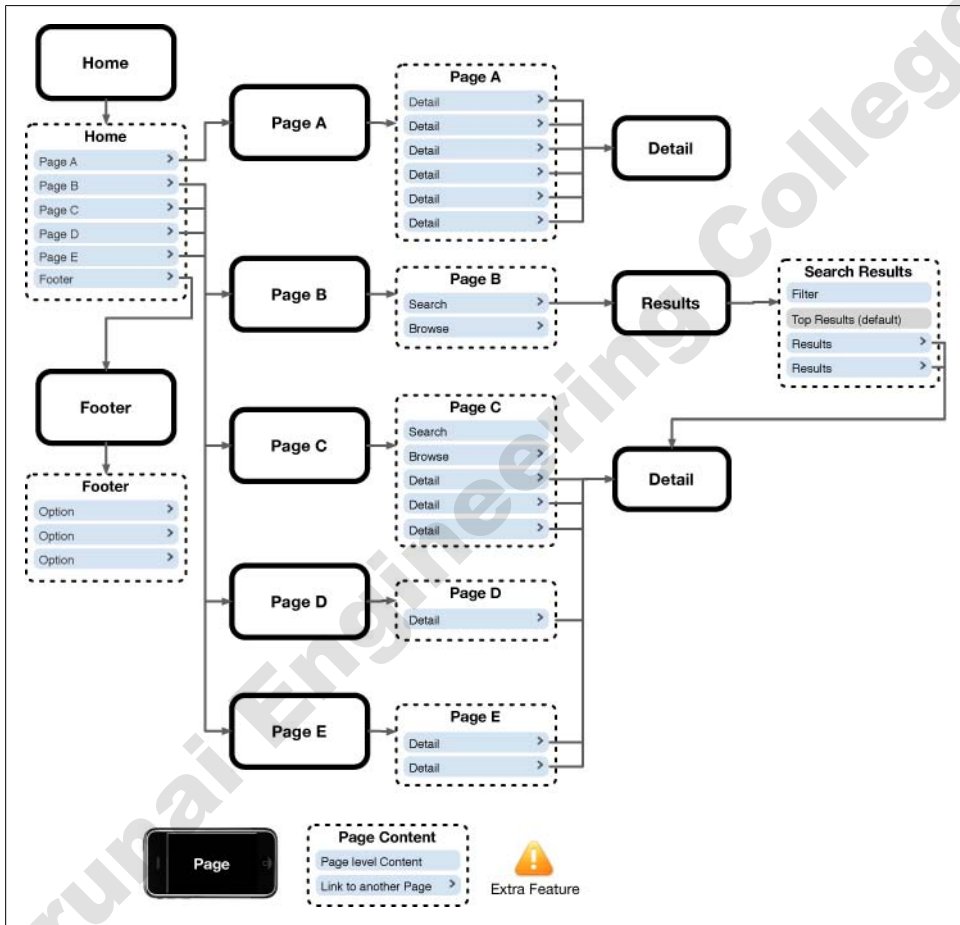 Home
Home
Page A
Page B
Page C
Page D
Page E
Footer
Footer
Footer
Option
Option
Option
Page A
Page A
Detail
Detail
Detail
Detail
Detail
Detail
Detail
Page B
Page B
Search
Browse
Results
Search Results
Filter
Top Results (default)
Results
Results
Page C
Page C
Search
Browse
Detail
Detail
Detail
Detail
Page D
Page D
Detail
Page E
Page E
Detail
Detail
Page
Page Content
Page level Content
Link to another Page
Extra Feature
Engineering College